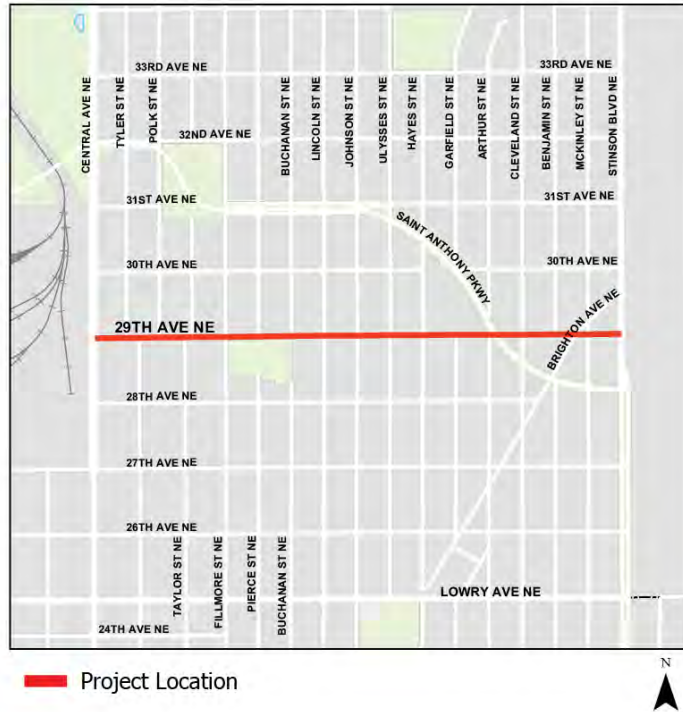 33RD AVE NE
33RD AVE NE
CENTRAL AVE NE
TYLER ST NE
POLK ST NE
32ND AVE NE
BUCHANAN ST NE
LINCOLN ST NE
JOHNSON ST NE
ULYSSES ST NE
HAYES ST NE
GARFIELD ST NE
ARTHUR ST NE
CLEVELAND ST NE
BENJAMIN ST NE
MCKINLEY ST NE
STINSON BLVD NE
31ST AVE NE
31ST AVE NE
SAINT ANTHONY PKWY
30TH AVE NE
30TH AVE NE
29TH AVE NE
BRIGHTON AVE NE
28TH AVE NE
27TH AVE NE
26TH AVE NE
TAYLOR ST NE
FILLMORE ST NE
PIERCE ST NE
BUCHANAN ST NE
LOWRY AVE NE
24TH AVE NE
N
Project Location